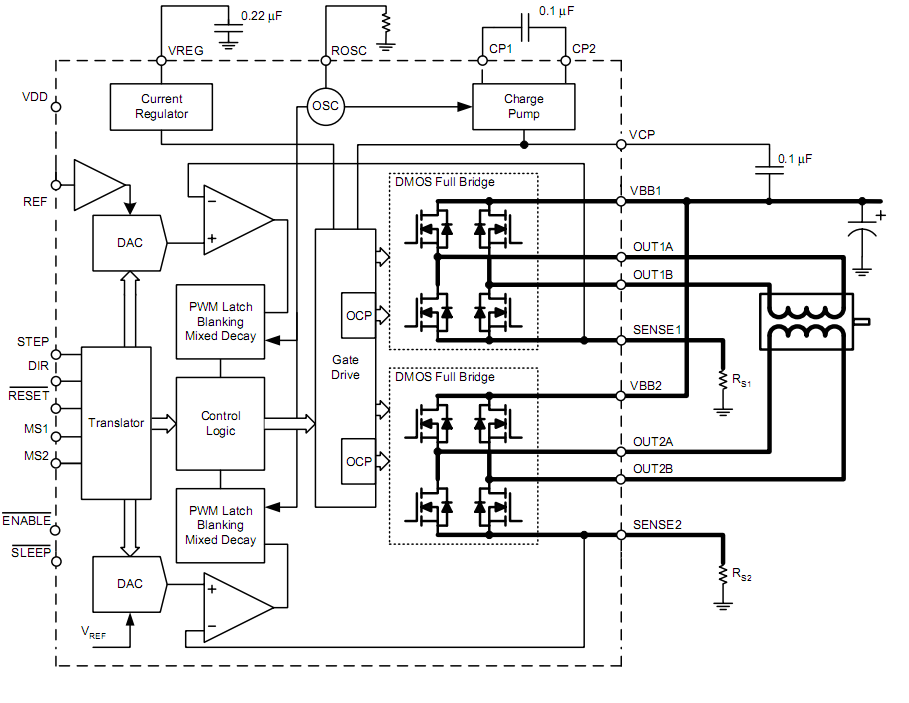 0.22 µF
0.1 µF
VREG
ROSC
CP1
CP2
VDD
Current
Regulator
OSC
Charge
Pump
VCP
0.1 µF
REF
DMOS Full Bridge
VBB1
+
−
+
DAC
OUT1A
OUT1B
PWM Latch
Blanking
Mixed Decay
OCP
SENSE1
STEP
DIR
RESET
MS1
MS2
Translator
Control
Logic
Gate
Drive
DMOS Full Bridge
RS1
VBB2
OUT2A
OCP
OUT2B
PWM Latch
Blanking
Mixed Decay
ENABLE
SLEEP
SENSE2
DAC
+
−
RS2
VREF